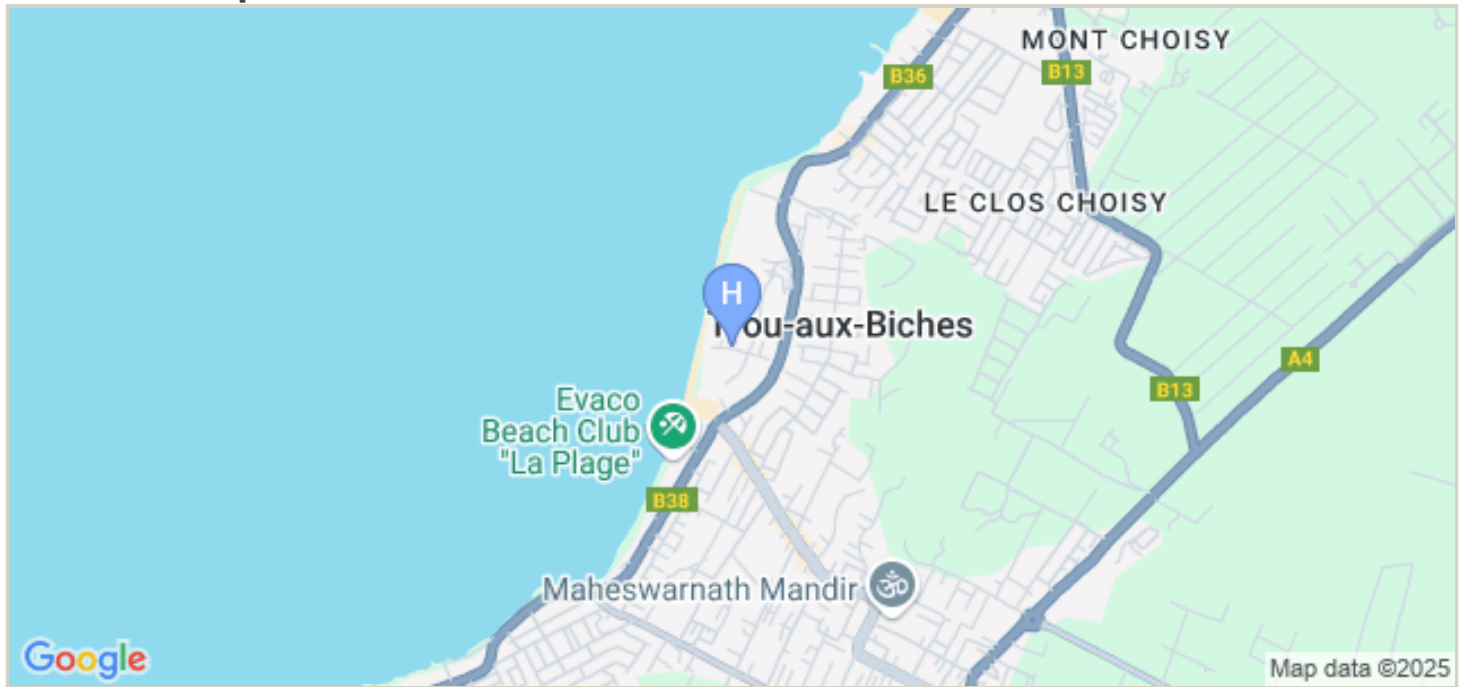 MONT CHOISY
B36
B13
LE CLOS CHOISY
H
Trou-aux-Biches
A4
B13
Evaco
Beach Club
"La Plage"
B38
Maheswarnath Mandir
ॐ
Google
Map data ©2025